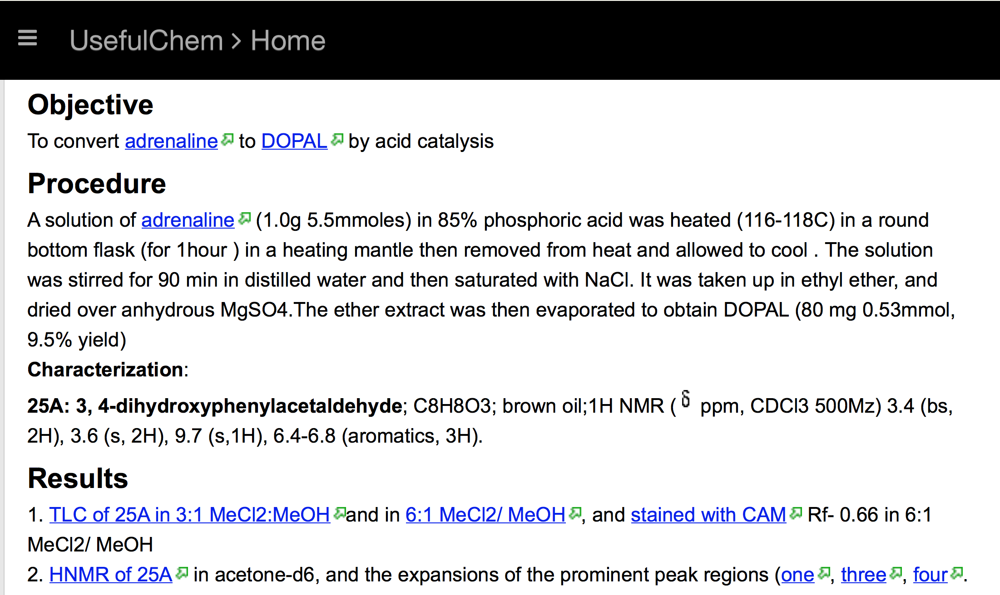 UsefulChem > Home
Objective
To convert adrenaline to DOPAL by acid catalysis
Procedure
A solution of adrenaline (1.0g 5.5mmoles) in 85% phosphoric acid was heated (116-118C) in a round
bottom flask (for 1hour ) in a heating mantle then removed from heat and allowed to cool . The solution
was stirred for 90 min in distilled water and then saturated with NaCl. It was taken up in ethyl ether, and
dried over anhydrous MgSO4.The ether extract was then evaporated to obtain DOPAL (80 mg 0.53mmol,
9.5% yield)
Characterization:
25A: 3, 4-dihydroxyphenylacetaldehyde; C8H8O3; brown oil;1H NMR ( δ ppm, CDCl3 500Mz) 3.4 (bs,
2H), 3.6 (s, 2H), 9.7 (s,1H), 6.4-6.8 (aromatics, 3H).
Results
1. TLC of 25A in 3:1 MeCl2:MeOH and in 6:1 MeCl2/ MeOH, and stained with CAM Rf- 0.66 in 6:1
MeCl2/ MeOH
2. HNMR of 25A in acetone-d6, and the expansions of the prominent peak regions (one, three, four.